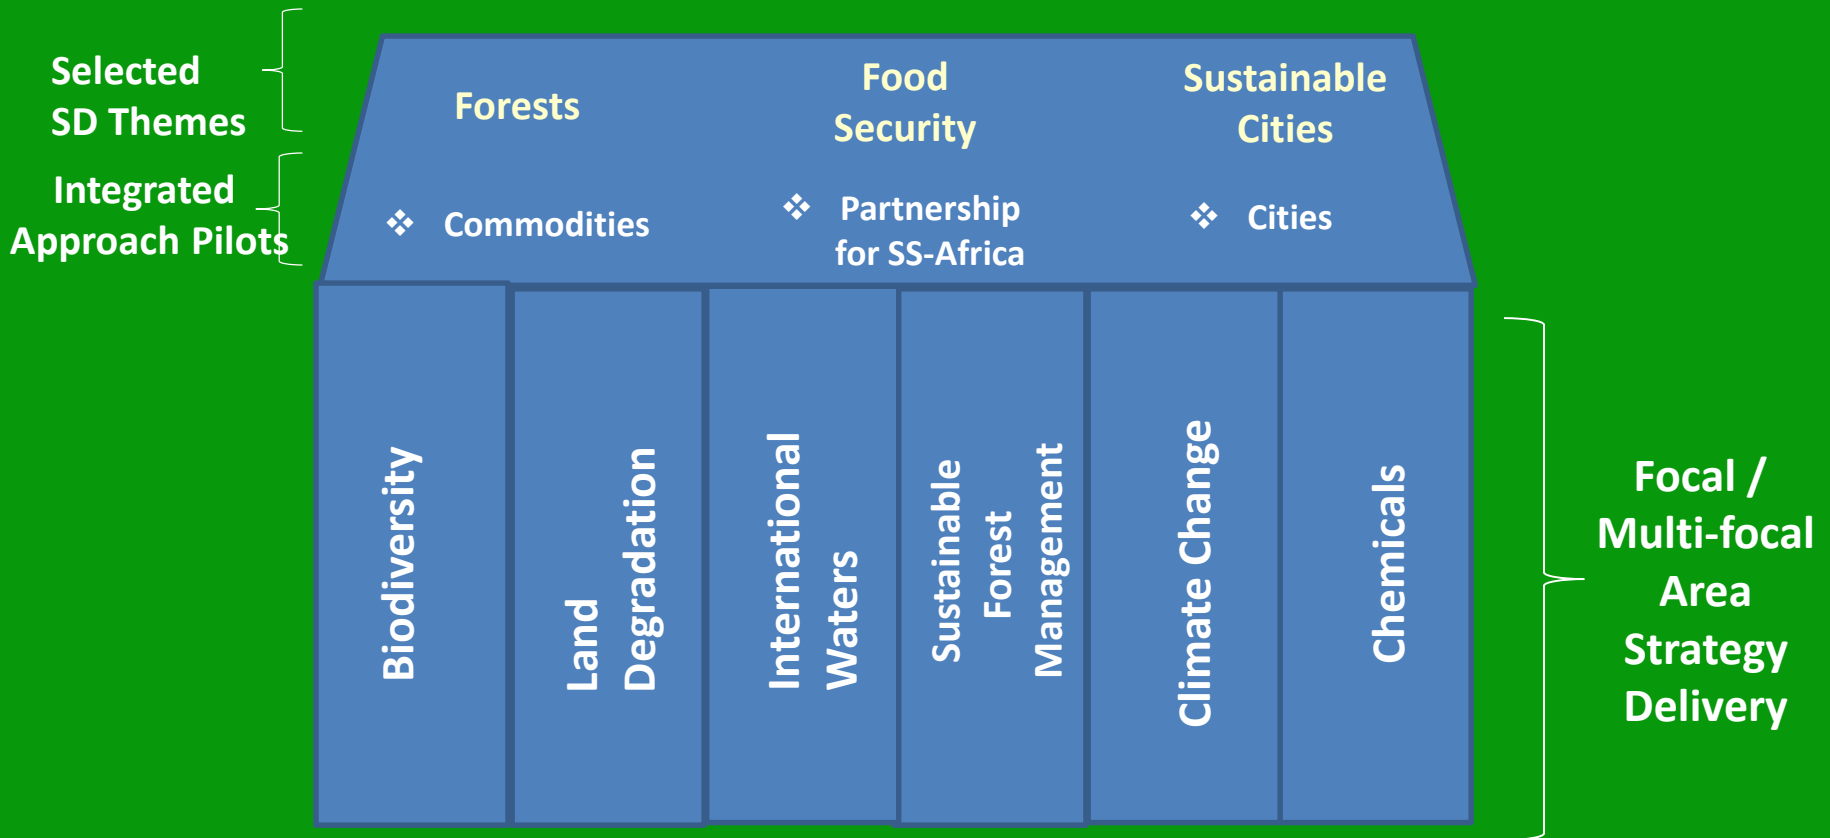 Selected
SD Themes
Forests
Food
Security
Sustainable
Cities
Integrated
Approach Pilots
❖ Commodities
❖ Partnership
for SS-Africa
❖ Cities
Biodiversity
Land
Degradation
International
Waters
Sustainable
Forest
Management
Climate Change
Chemicals
Focal /
Multi-focal
Area
Strategy
Delivery